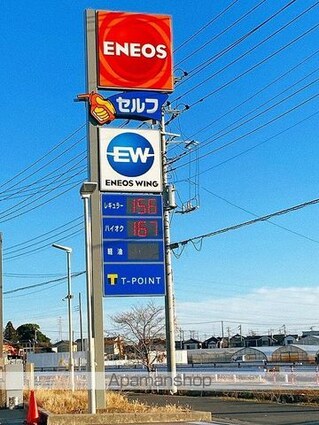 ENEOS
セルフ
EW
ENEOS WING
レギュラー 156
ハイオク 167
軽油
T T-POINT
Apamanshop